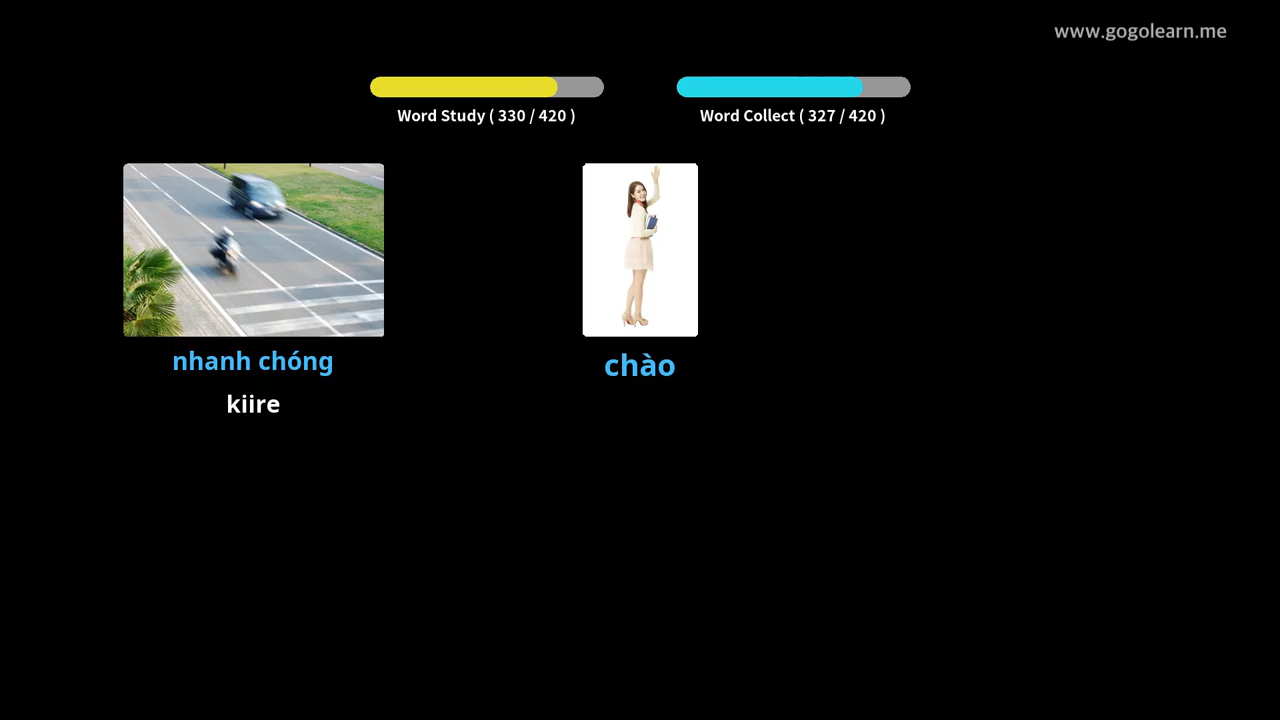 www.gogolearn.me
Word Study ( 330 / 420 )
Word Collect ( 327 / 420 )
nhanh chóng
kiire
chào